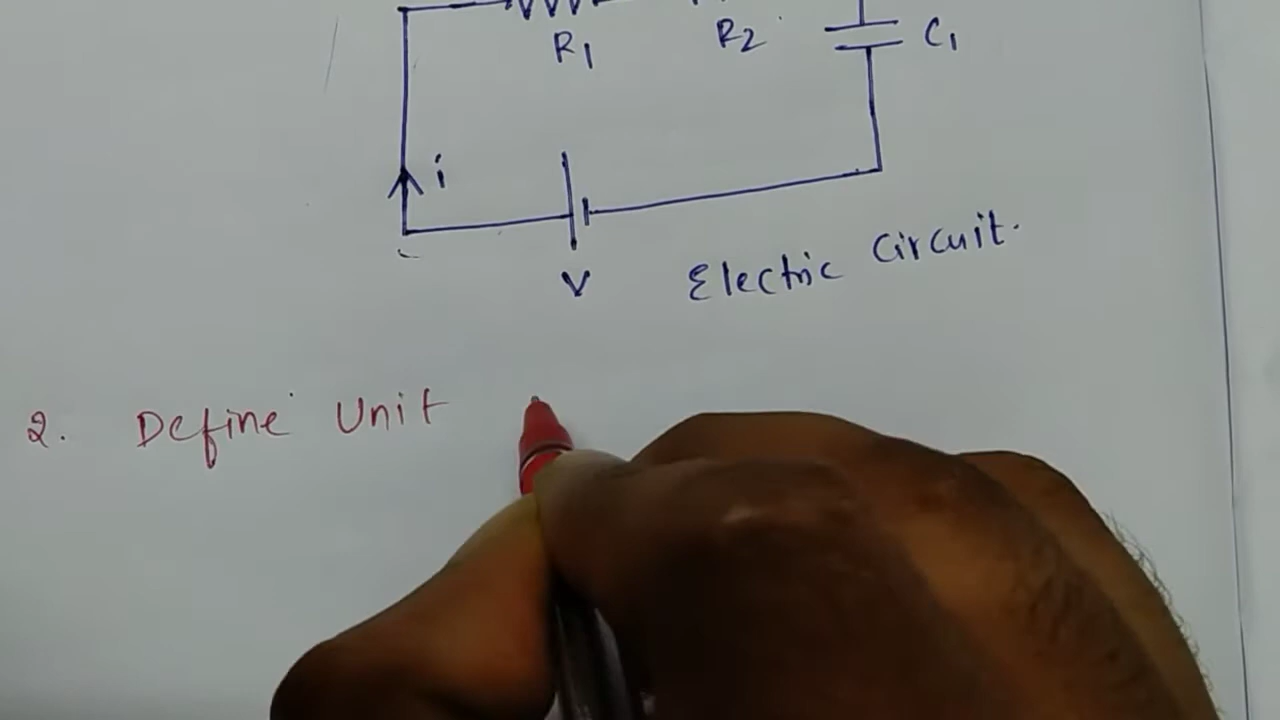 R1 R2 C1
i
V Electric Circuit.
2. Define Unit